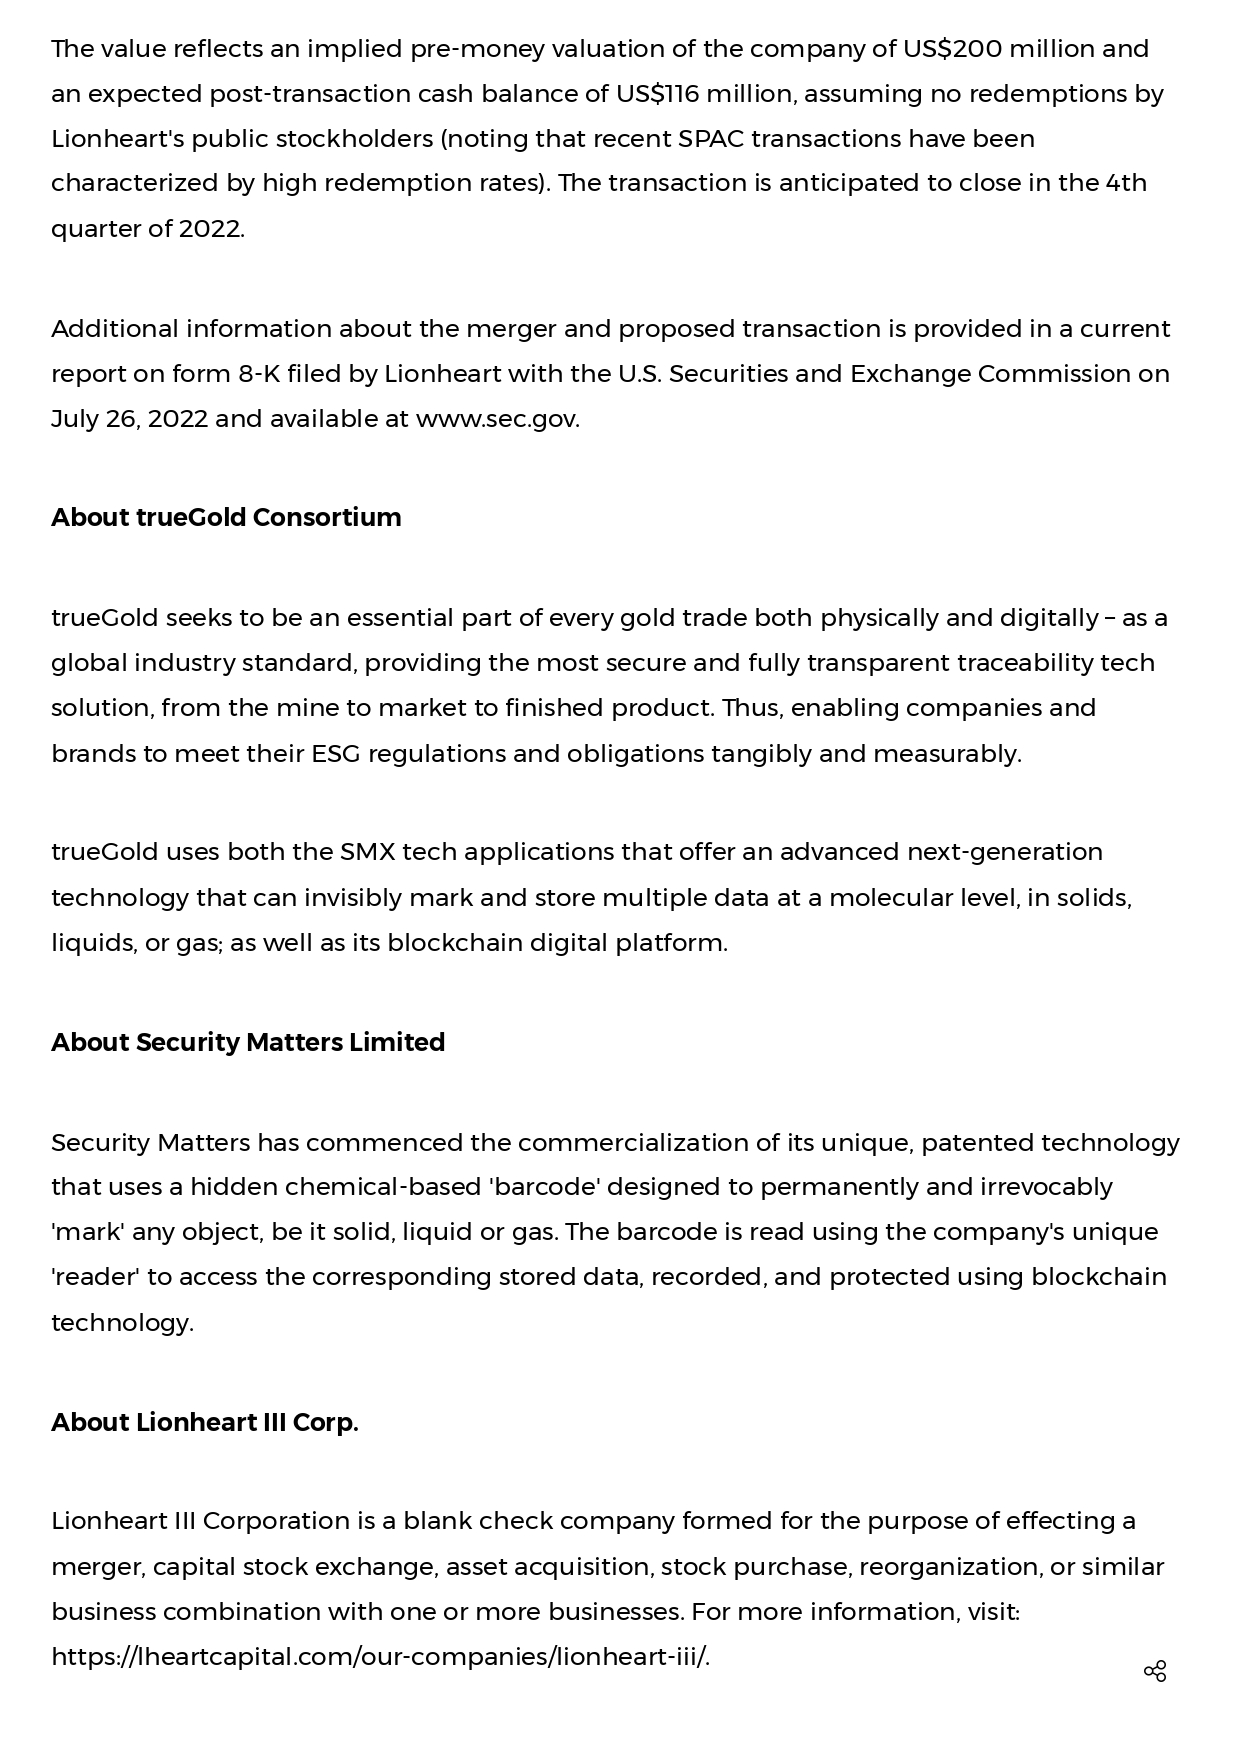 The value reflects an implied pre-money valuation of the company of US$200 million and
an expected post-transaction cash balance of US$116 million, assuming no redemptions by
Lionheart's public stockholders (noting that recent SPAC transactions have been
characterized by high redemption rates). The transaction is anticipated to close in the 4th
quarter of 2022.
Additional information about the merger and proposed transaction is provided in a current
report on form 8-K filed by Lionheart with the U.S. Securities and Exchange Commission on
July 26, 2022 and available at www.sec.gov.
About trueGold Consortium
trueGold seeks to be an essential part of every gold trade both physically and digitally – as a
global industry standard, providing the most secure and fully transparent traceability tech
solution, from the mine to market to finished product. Thus, enabling companies and
brands to meet their ESG regulations and obligations tangibly and measurably.
trueGold uses both the SMX tech applications that offer an advanced next-generation
technology that can invisibly mark and store multiple data at a molecular level, in solids,
liquids, or gas; as well as its blockchain digital platform.
About Security Matters Limited
Security Matters has commenced the commercialization of its unique, patented technology
that uses a hidden chemical-based 'barcode' designed to permanently and irrevocably
'mark' any object, be it solid, liquid or gas. The barcode is read using the company's unique
'reader' to access the corresponding stored data, recorded, and protected using blockchain
technology.
About Lionheart III Corp.
Lionheart III Corporation is a blank check company formed for the purpose of effecting a
merger, capital stock exchange, asset acquisition, stock purchase, reorganization, or similar
business combination with one or more businesses. For more information, visit:
https://lheartcapital.com/our-companies/lionheart-iii/.